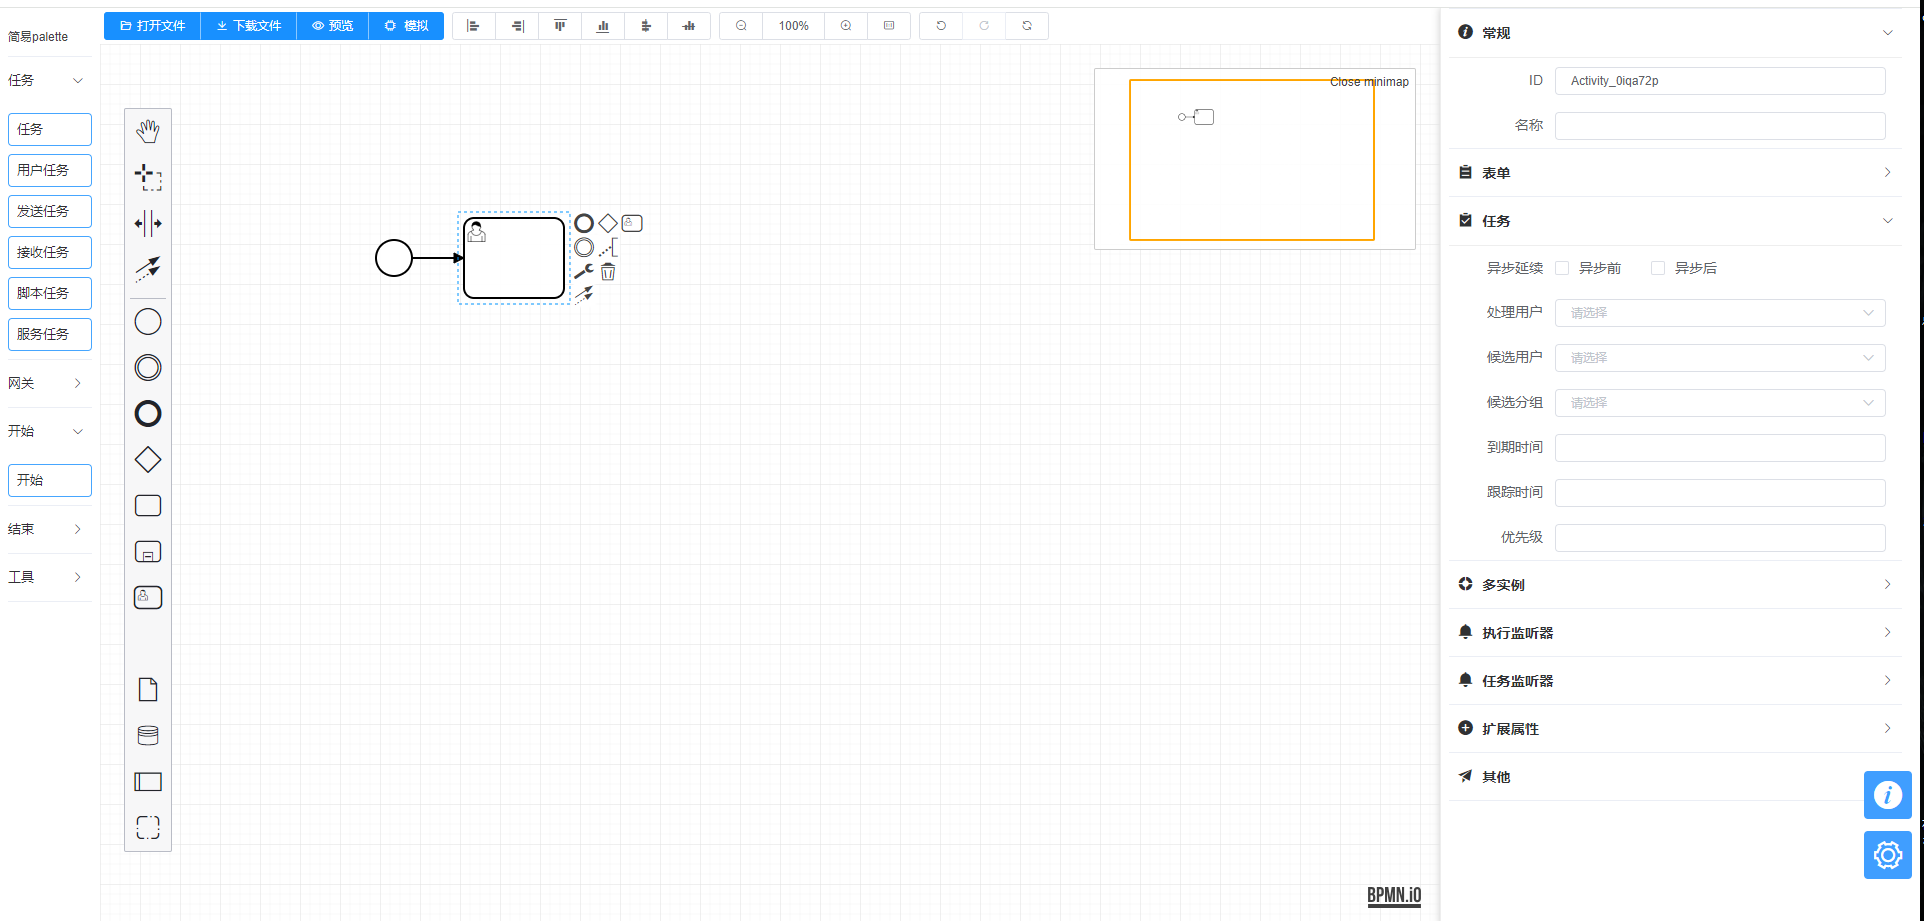 打开文件
下载文件
预览
模拟
100%
简易palette
任务
任务
用户任务
发送任务
接收任务
脚本任务
服务任务
网关
开始
开始
结束
工具
Close minimap
BPMN.iO
常规
ID
Activity_0iqa72p
名称
表单
任务
异步延续
异步前
异步后
处理用户
请选择
候选用户
请选择
候选分组
请选择
到期时间
跟踪时间
优先级
多实例
执行监听器
任务监听器
扩展属性
其他